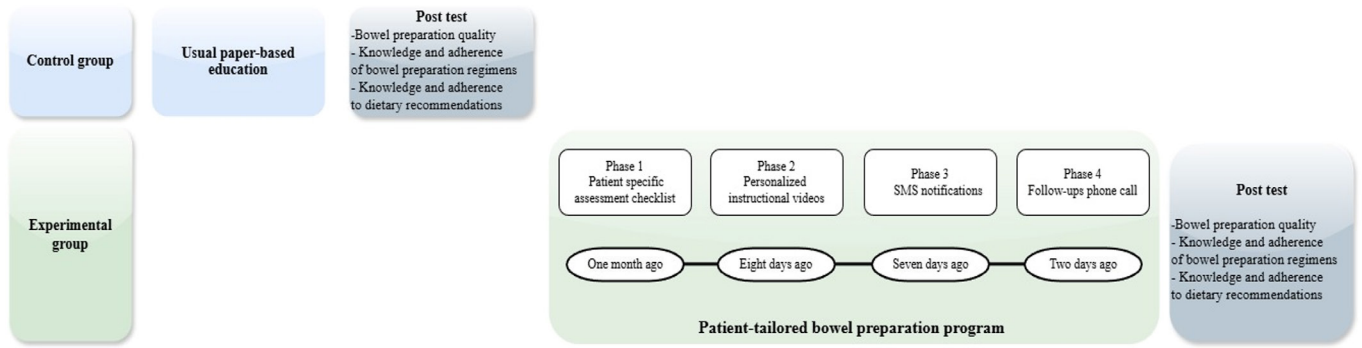 Control group
Usual paper-based
education
Post test
-Bowel preparation quality
- Knowledge and adherence
of bowel preparation regimens
- Knowledge and adherence
to dietary recommendations
Experimental
group
Phase 1
Patient specific
assessment checklist
Phase 2
Personalized
instructional videos
Phase 3
SMS notifications
Phase 4
Follow-ups phone call
One month ago
Eight days ago
Seven days ago
Two days ago
Patient-tailored bowel preparation program
Post test
-Bowel preparation quality
- Knowledge and adherence
of bowel preparation regimens
- Knowledge and adherence
to dietary recommendations